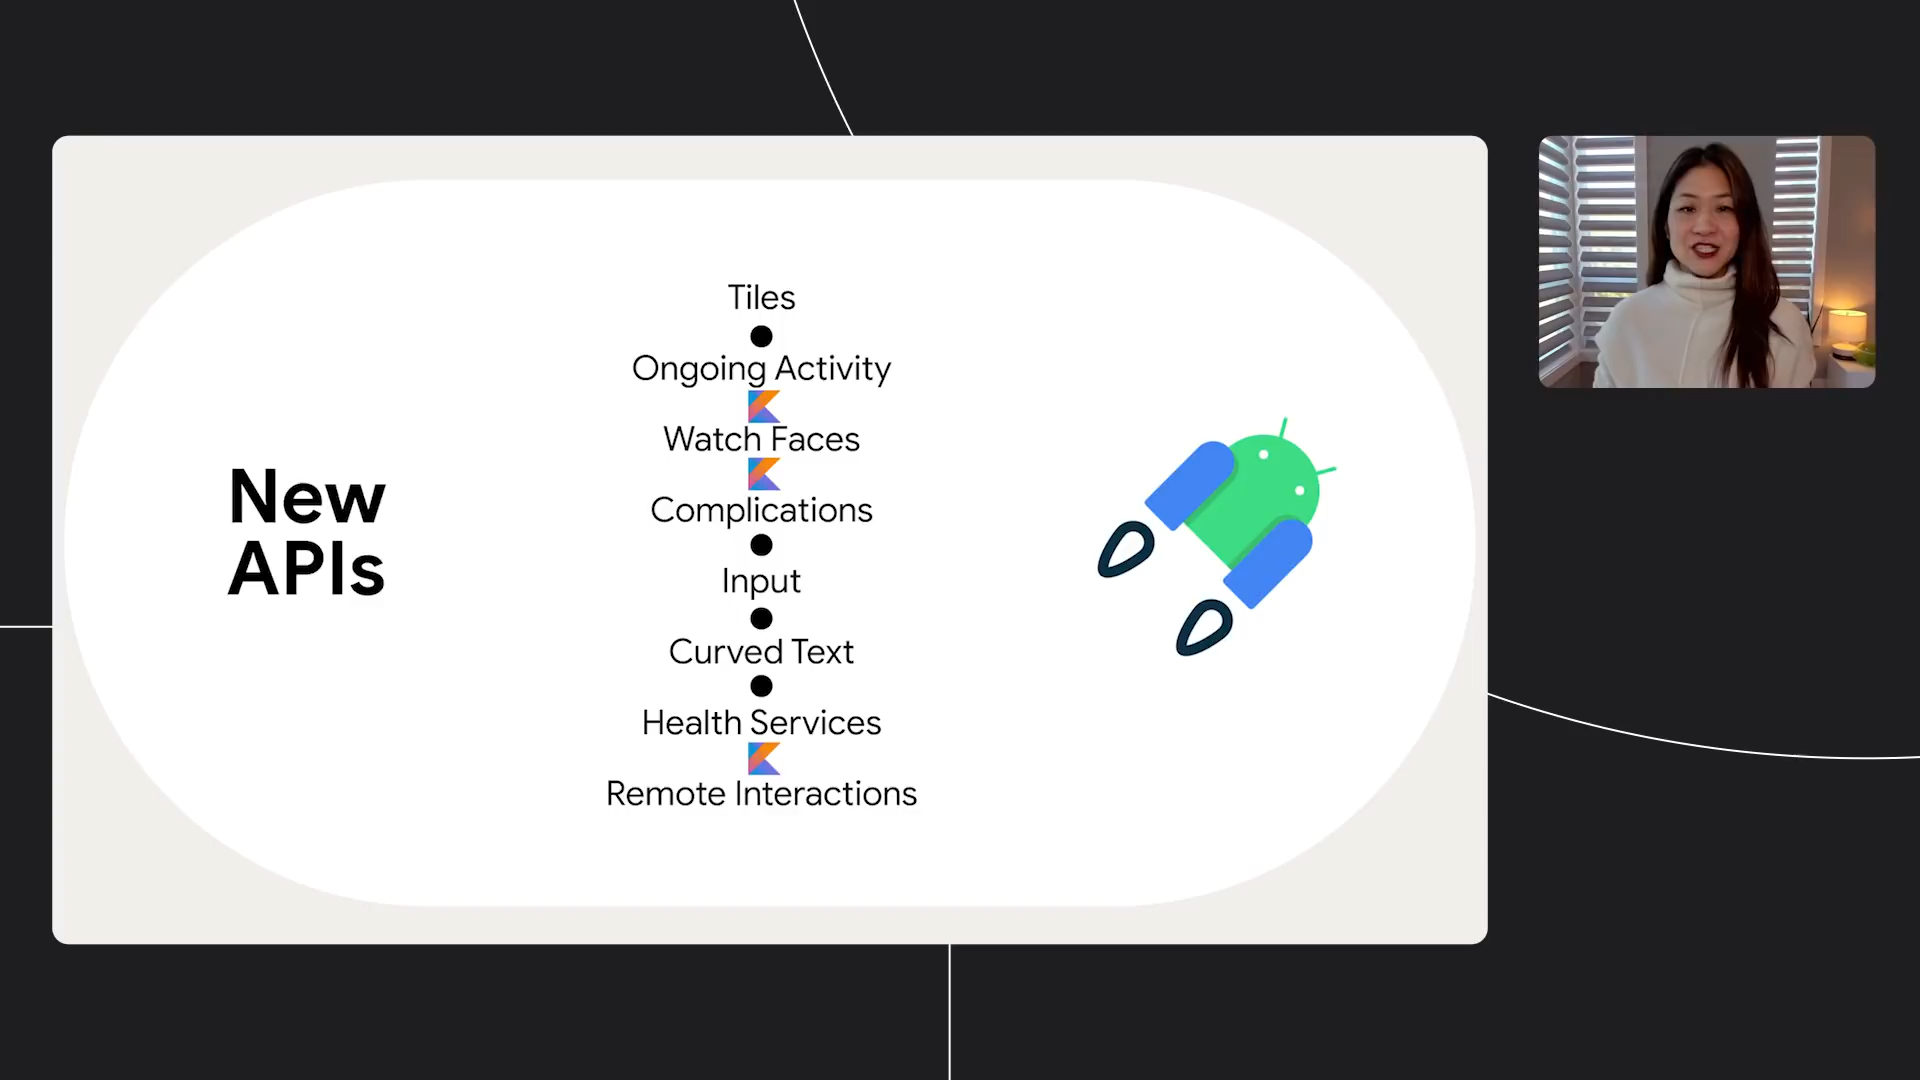 New
APIs
Tiles
Ongoing Activity
Watch Faces
Complications
Input
Curved Text
Health Services
Remote Interactions